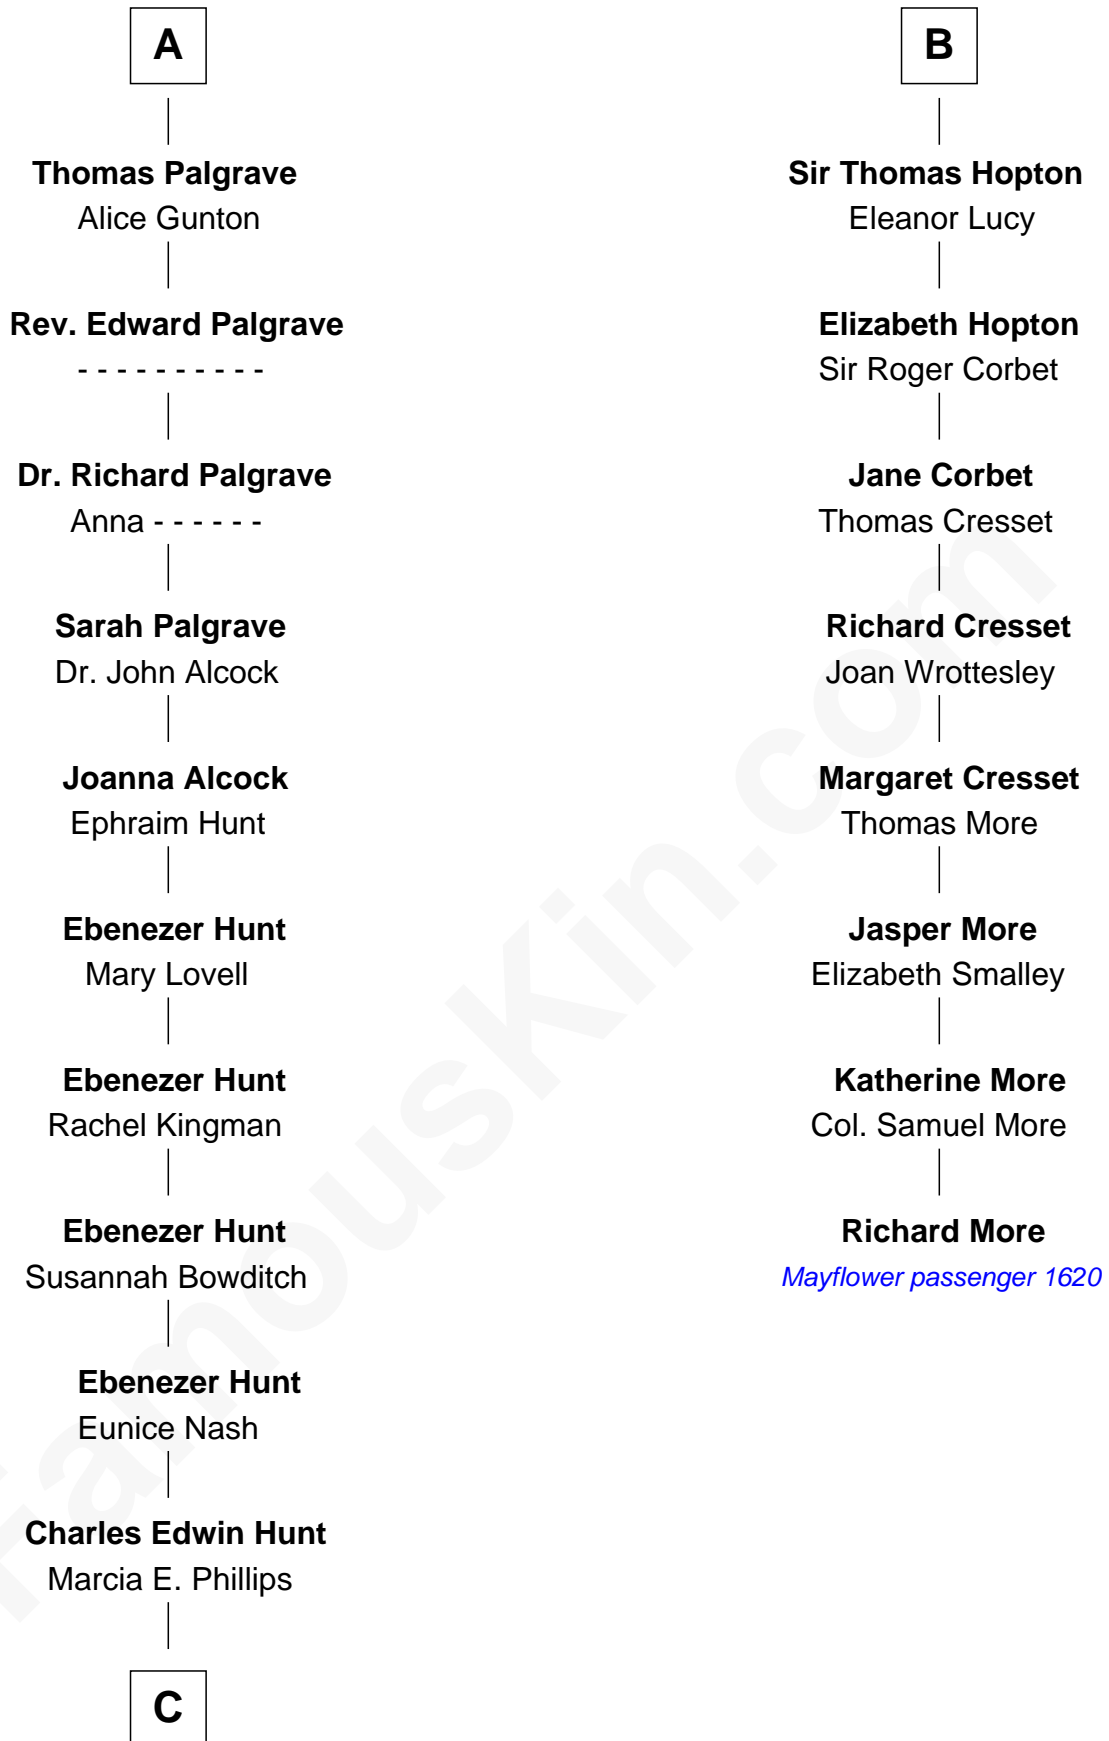 A
Thomas Palgrave
Alice Gunton
Rev. Edward Palgrave
- - - - - - - - - -
Dr. Richard Palgrave
Anna - - - - - -
Sarah Palgrave
Dr. John Alcock
Joanna Alcock
Ephraim Hunt
Ebenezer Hunt
Mary Lovell
Ebenezer Hunt
Rachel Kingman
Ebenezer Hunt
Susannah Bowditch
Ebenezer Hunt
Eunice Nash
Charles Edwin Hunt
Marcia E. Phillips
C
B
Sir Thomas Hopton
Eleanor Lucy
Elizabeth Hopton
Sir Roger Corbet
Jane Corbet
Thomas Cresset
Richard Cresset
Joan Wrottesley
Margaret Cresset
Thomas More
Jasper More
Elizabeth Smalley
Katherine More
Col. Samuel More
Richard More
Mayflower passenger 1620
FamousKin.com